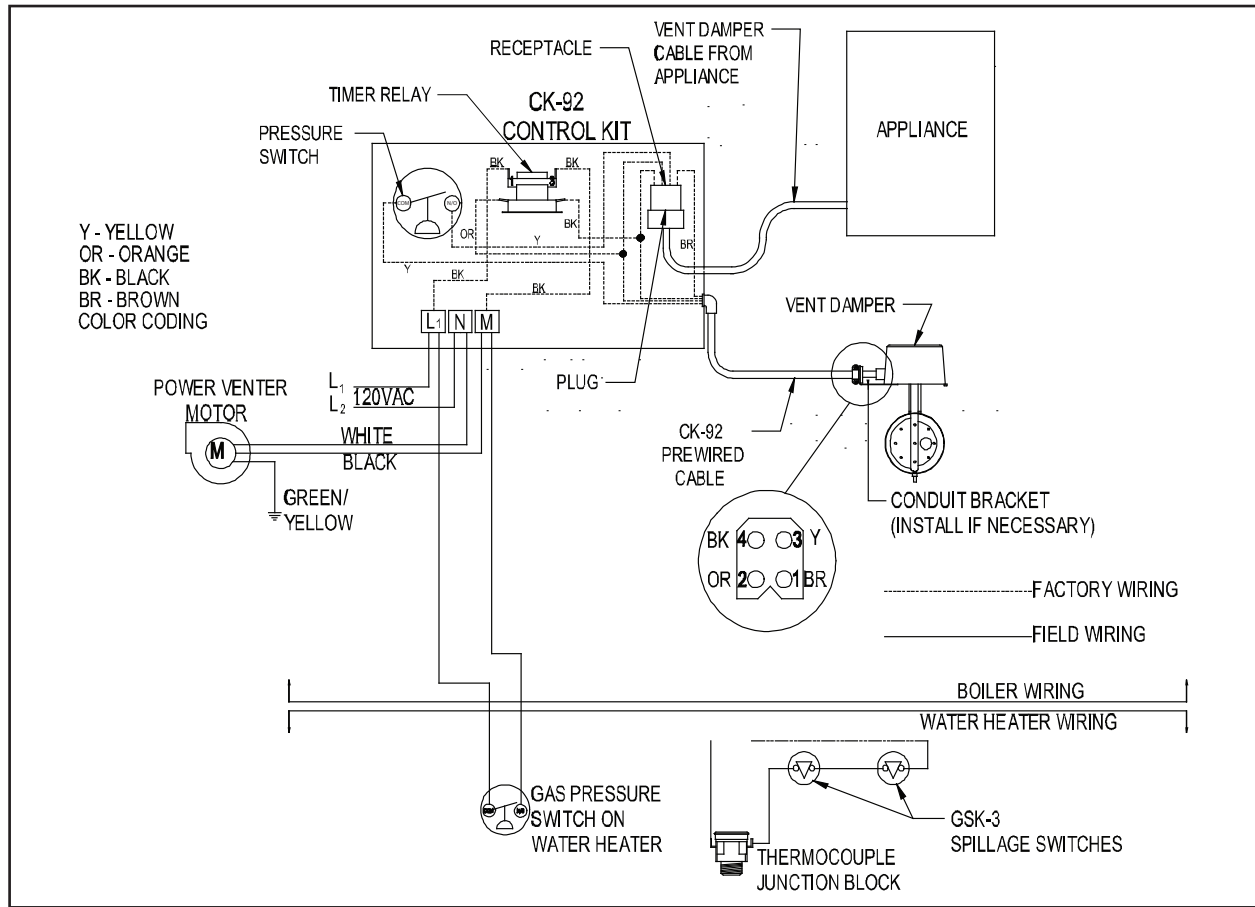 VENT DAMPER
CABLE FROM
APPLIANCE
RECEPTACLE
TIMER RELAY
CK-92
CONTROL KIT
APPLIANCE
PRESSURE
SWITCH
BK
1
3
BK
COM
N/O
Y - YELLOW
OR - ORANGE
BK - BLACK
BR - BROWN
COLOR CODING
OR
BK
Y
BR
Y
BK
BK
L1
N
M
VENT DAMPER
L1
120VAC
L2
PLUG
POWER VENTER
MOTOR
M
WHITE
BLACK
GREEN/
YELLOW
CK-92
PREWIRED
CABLE
CONDUIT BRACKET
(INSTALL IF NECESSARY)
BK 4 3 Y
OR 2 1 BR
FACTORY WIRING
FIELD WIRING
BOILER WIRING
WATER HEATER WIRING
GAS PRESSURE
SWITCH ON
WATER HEATER
GSK-3
SPILLAGE SWITCHES
THERMOCOUPLE
JUNCTION BLOCK